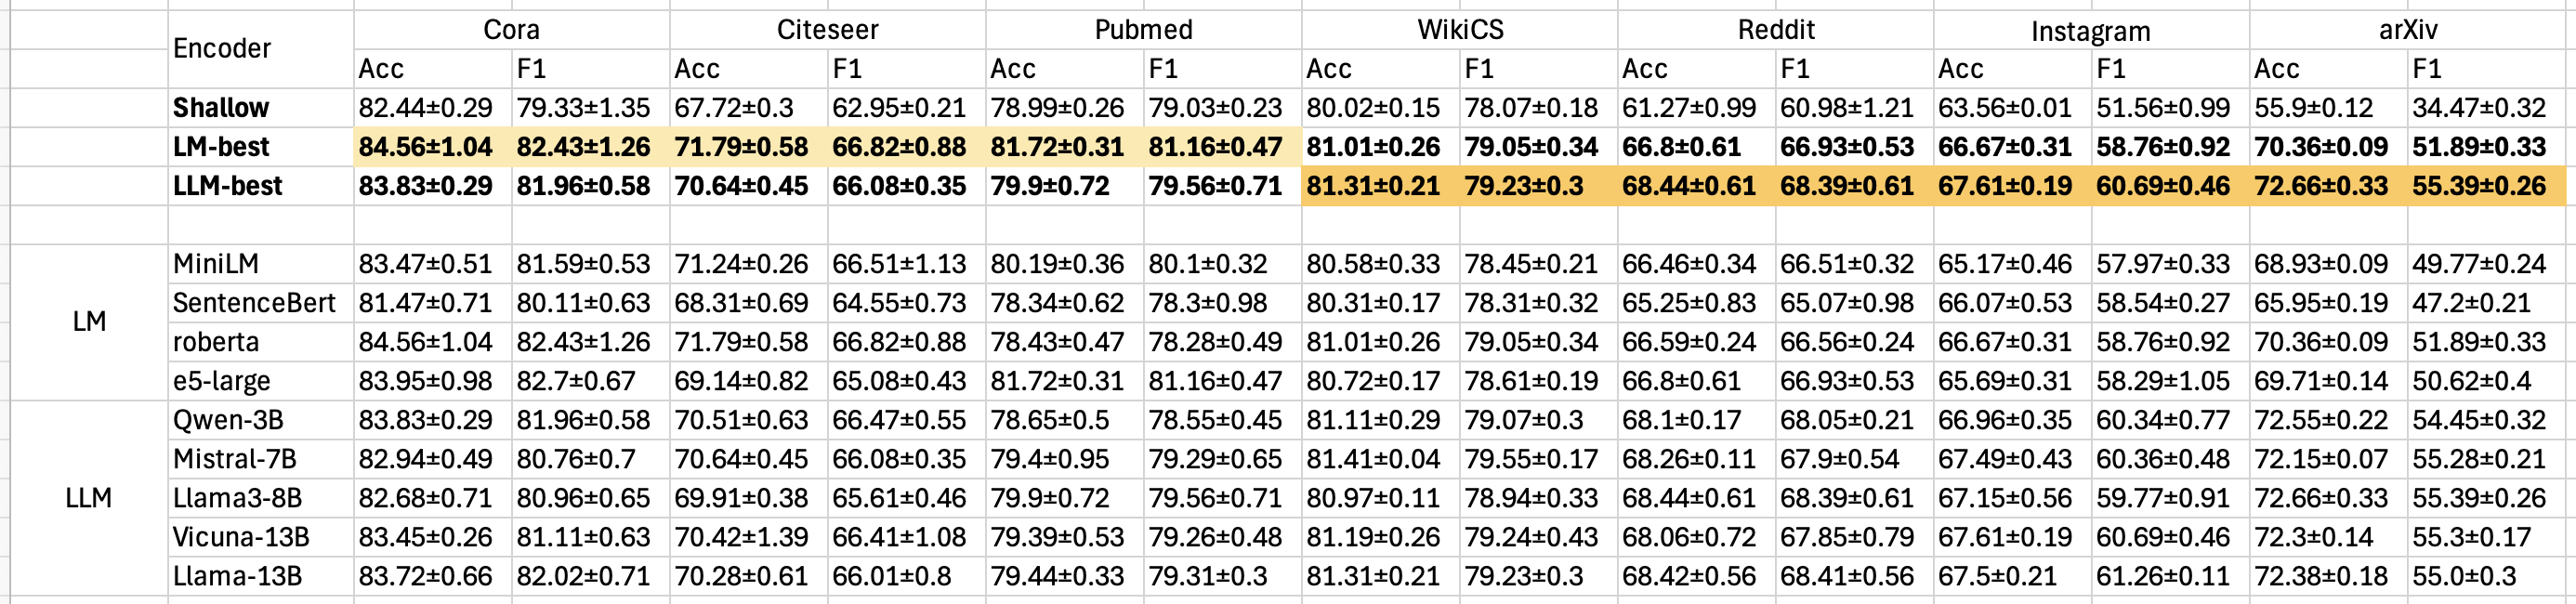 Encoder Cora Citeseer Pubmed WikiCS Reddit Instagram arXiv
Acc F1 Acc F1 Acc F1 Acc F1 Acc F1 Acc F1 Acc F1
Shallow 82.44±0.29 79.33±1.35 67.72±0.3 62.95±0.21 78.99±0.26 79.03±0.23 80.02±0.15 78.07±0.18 61.27±0.99 60.98±1.21 63.56±0.01 51.56±0.99 55.9±0.12 34.47±0.32
LM-best 84.56±1.04 82.43±1.26 71.79±0.58 66.82±0.88 81.72±0.31 81.16±0.47 81.01±0.26 79.05±0.34 66.8±0.61 66.93±0.53 66.67±0.31 58.76±0.92 70.36±0.09 51.89±0.33
LLM-best 83.83±0.29 81.96±0.58 70.64±0.45 66.08±0.35 79.9±0.72 79.56±0.71 81.31±0.21 79.23±0.3 68.44±0.61 68.39±0.61 67.61±0.19 60.69±0.46 72.66±0.33 55.39±0.26
LM
MiniLM 83.47±0.51 81.59±0.53 71.24±0.26 66.51±1.13 80.19±0.36 80.1±0.32 80.58±0.33 78.45±0.21 66.46±0.34 66.51±0.32 65.17±0.46 57.97±0.33 68.93±0.09 49.77±0.24
SentenceBert 81.47±0.71 80.11±0.63 68.31±0.69 64.55±0.73 78.34±0.62 78.3±0.98 80.31±0.17 78.31±0.32 65.25±0.83 65.07±0.98 66.07±0.53 58.54±0.27 65.95±0.19 47.2±0.21
roberta 84.56±1.04 82.43±1.26 71.79±0.58 66.82±0.88 78.43±0.47 78.28±0.49 81.01±0.26 79.05±0.34 66.59±0.24 66.56±0.24 66.67±0.31 58.76±0.92 70.36±0.09 51.89±0.33
e5-large 83.95±0.98 82.7±0.67 69.14±0.82 65.08±0.43 81.72±0.31 81.16±0.47 80.72±0.17 78.61±0.19 66.8±0.61 66.93±0.53 65.69±0.31 58.29±1.05 69.71±0.14 50.62±0.4
LLM
Qwen-3B 83.83±0.29 81.96±0.58 70.51±0.63 66.47±0.55 78.65±0.5 78.55±0.45 81.11±0.29 79.07±0.3 68.1±0.17 68.05±0.21 66.96±0.35 60.34±0.77 72.55±0.22 54.45±0.32
Mistral-7B 82.94±0.49 80.76±0.7 70.64±0.45 66.08±0.35 79.4±0.95 79.29±0.65 81.41±0.04 79.55±0.17 68.26±0.11 67.9±0.54 67.49±0.43 60.36±0.48 72.15±0.07 55.28±0.21
Llama3-8B 82.68±0.71 80.96±0.65 69.91±0.38 65.61±0.46 79.9±0.72 79.56±0.71 80.97±0.11 78.94±0.33 68.44±0.61 68.39±0.61 67.15±0.56 59.77±0.91 72.66±0.33 55.39±0.26
Vicuna-13B 83.45±0.26 81.11±0.63 70.42±1.39 66.41±1.08 79.39±0.53 79.26±0.48 81.19±0.26 79.24±0.43 68.06±0.72 67.85±0.79 67.61±0.19 60.69±0.46 72.3±0.14 55.3±0.17
Llama-13B 83.72±0.66 82.02±0.71 70.28±0.61 66.01±0.8 79.44±0.33 79.31±0.3 81.31±0.21 79.23±0.3 68.42±0.56 68.41±0.56 67.5±0.21 61.26±0.11 72.38±0.18 55.0±0.3